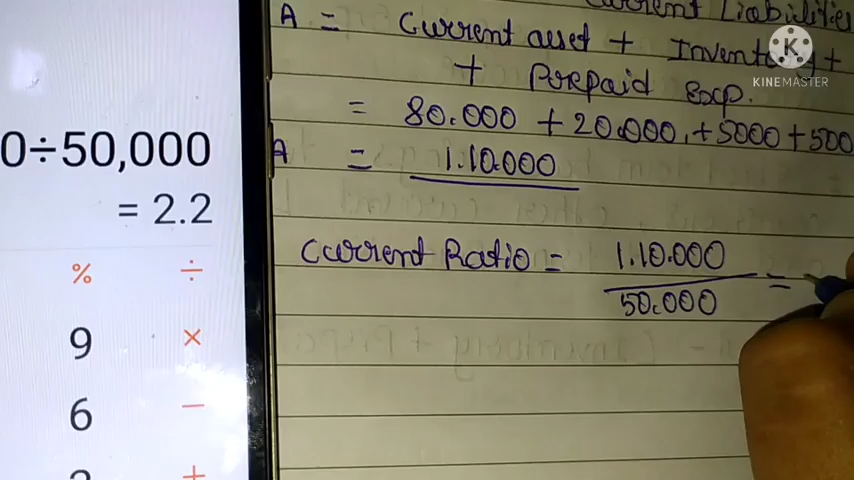 Current Liabilities
A = Current asset + Inventory +
+ Prepaid Exp.
= 80.000 + 20.000 + 5000 + 500
A = 1.10.000
Current Ratio = 1.10.000 / 50.000 =
0÷50,000
= 2.2
% ÷
9 ×
6 −
+
K
KINEMASTER